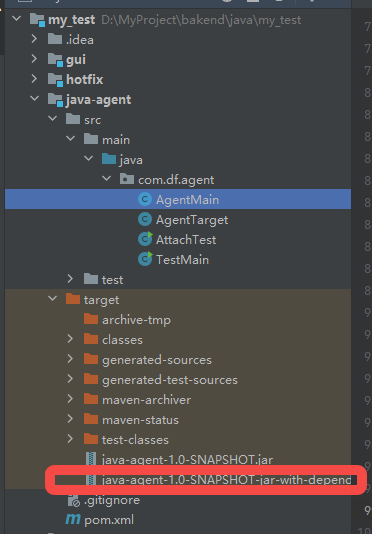 my_test D:\MyProject\bakend\java\my_test
.idea
gui
hotfix
java-agent
src
main
java
com.df.agent
AgentMain
AgentTarget
AttachTest
TestMain
test
target
archive-tmp
classes
generated-sources
generated-test-sources
maven-archiver
maven-status
test-classes
java-agent-1.0-SNAPSHOT.jar
java-agent-1.0-SNAPSHOT-jar-with-depend
.gitignore
pom.xml